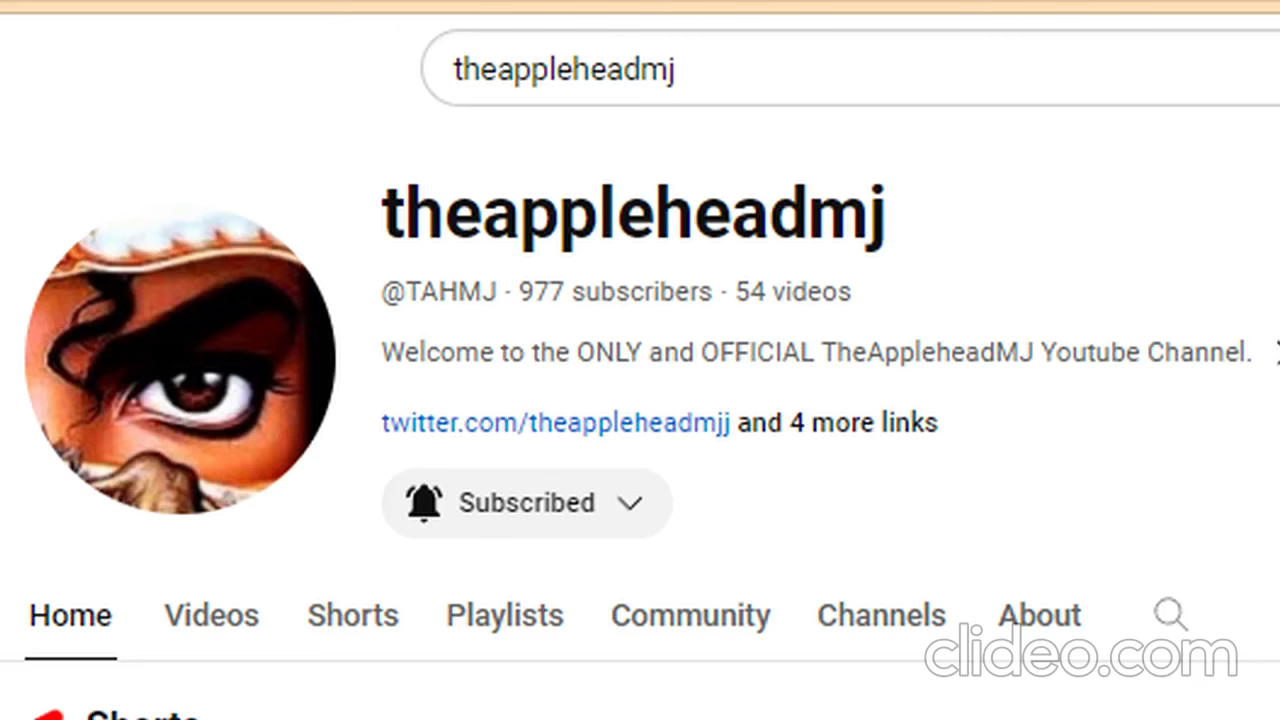 theappleheadmj
theappleheadmj
@TAHMJ · 977 subscribers · 54 videos
Welcome to the ONLY and OFFICIAL TheAppleheadMJ Youtube Channel.
twitter.com/theappleheadmjj and 4 more links
Subscribed
Home Videos Shorts Playlists Community Channels About
clideo.com
Shorts